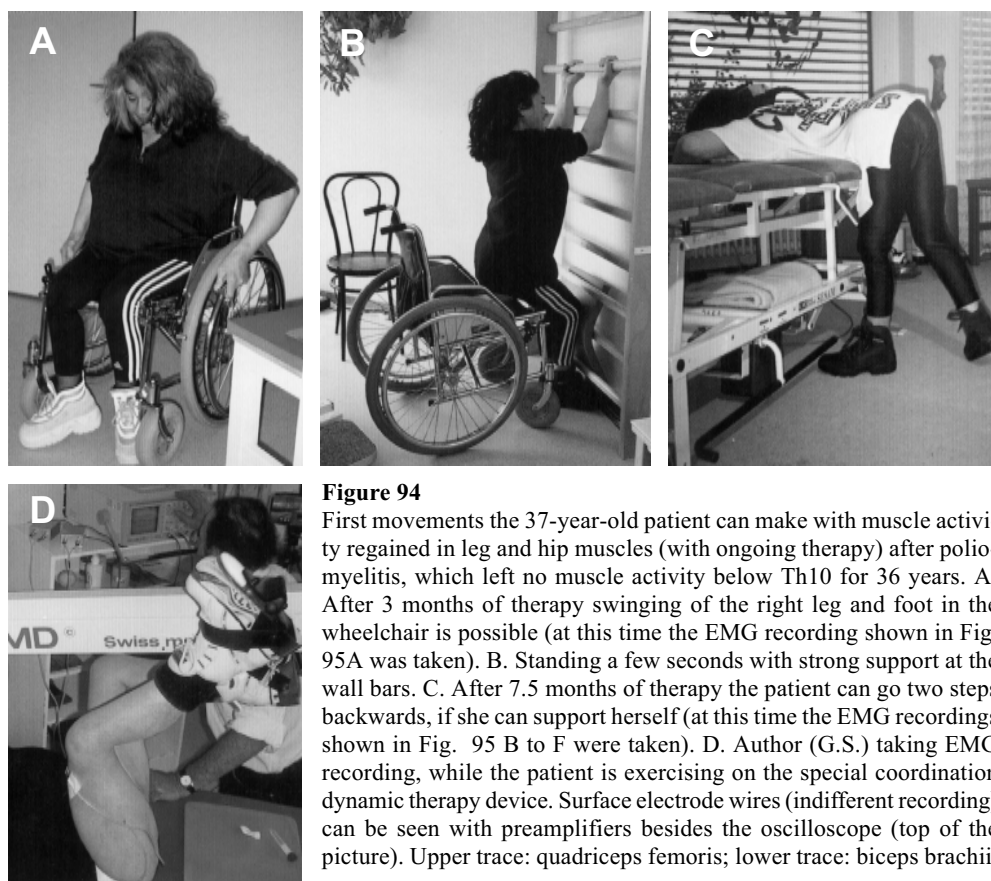 A
B
C
D
MD ©
Swiss
Figure 94
First movements the 37-year-old patient can make with muscle activi
ty regained in leg and hip muscles (with ongoing therapy) after polio
myelitis, which left no muscle activity below Th10 for 36 years. A
After 3 months of therapy swinging of the right leg and foot in the
wheelchair is possible (at this time the EMG recording shown in Fig
95A was taken). B. Standing a few seconds with strong support at the
wall bars. C. After 7.5 months of therapy the patient can go two steps
backwards, if she can support herself (at this time the EMG recordings
shown in Fig. 95 B to F were taken). D. Author (G.S.) taking EMG
recording, while the patient is exercising on the special coordination
dynamic therapy device. Surface electrode wires (indifferent recording
can be seen with preamplifiers besides the oscilloscope (top of the
picture). Upper trace: quadriceps femoris; lower trace: biceps brachii